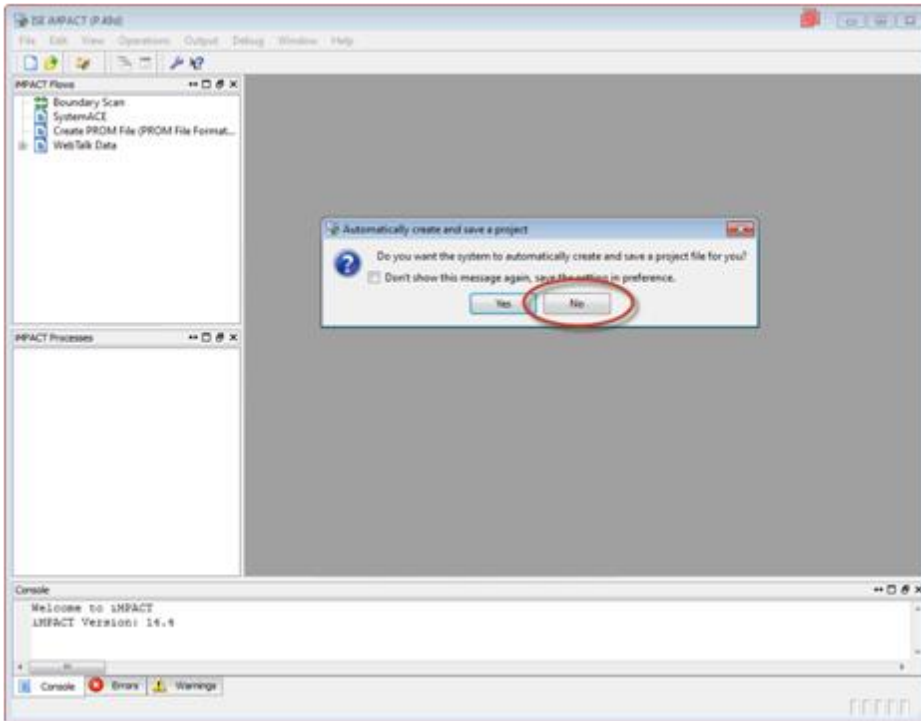 ISE iMPACT (P.49d)
File Edit View Operations Output Debug Window Help
iMPACT Flows
Boundary Scan
SystemACE
Create PROM File (PROM File Format...
WebTalk Data
Automatically create and save a project
Do you want the system to automatically create and save a project file for you?
Don't show this message again, save the setting in preference.
Yes No
iMPACT Processes
Console
Welcome to iMPACT
iMPACT Version: 14.4
Console Errors Warnings